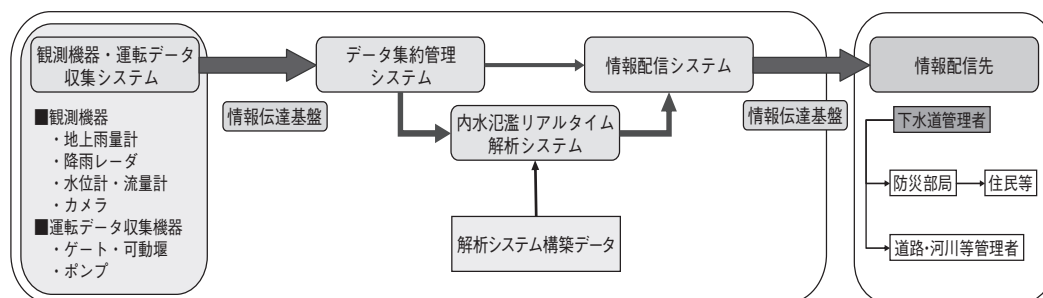 観測機器・運転データ
収集システム
■観測機器
・地上雨量計
・降雨レーダ
・水位計・流量計
・カメラ
■運転データ収集機器
・ゲート・可動堰
・ポンプ
情報伝達基盤
データ集約管理
システム
内水氾濫リアルタイム
解析システム
解析システム構築データ
情報配信システム
情報伝達基盤
情報配信先
下水道管理者
防災部局
住民等
道路・河川等管理者